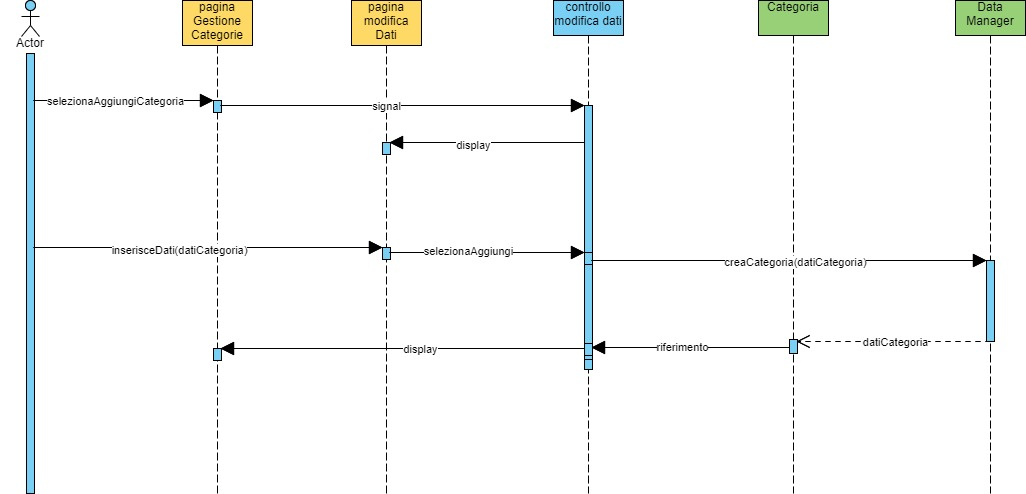 pagina
Gestione
Categorie
pagina
modifica
Dati
controllo
modifica dati
Categoria
Data
Manager
Actor
selezionaAggiungiCategoria
signal
display
inserisceDati(datiCategoria)
selezionaAggiungi
creaCategoria(datiCategoria)
datiCategoria
riferimento
display